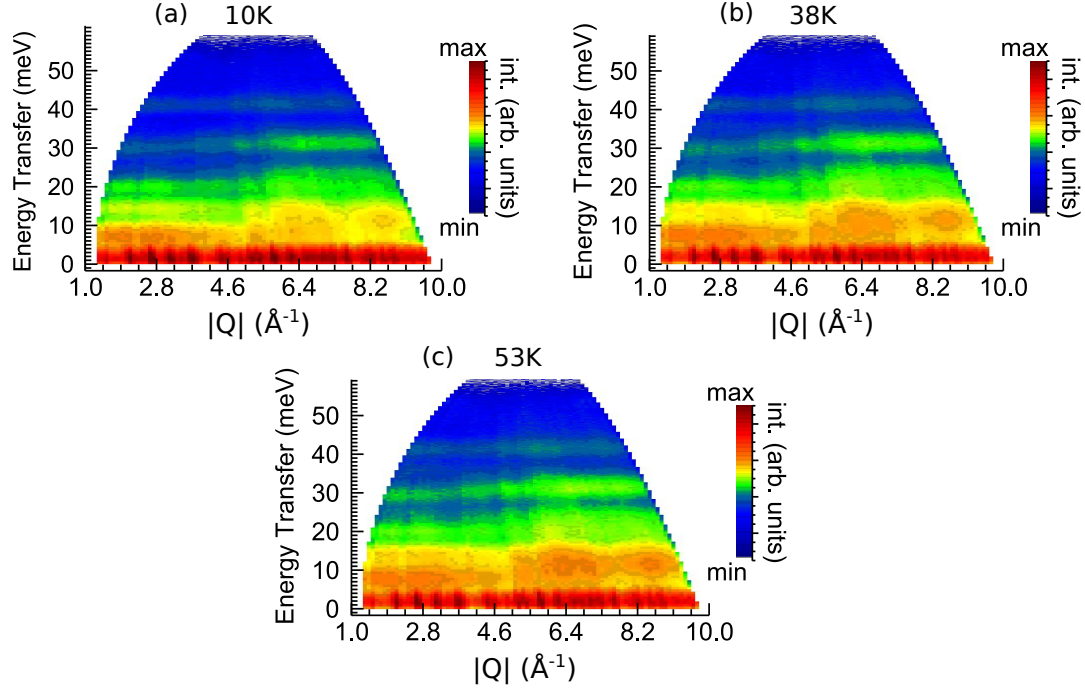 (a) 10K
max
int. (arb. units)
min
Energy Transfer (meV)
50
40
30
20
10
0
1.0 2.8 4.6 6.4 8.2 10.0
|Q| (Å⁻¹)
(b) 38K
max
int. (arb. units)
min
Energy Transfer (meV)
50
40
30
20
10
0
1.0 2.8 4.6 6.4 8.2 10.0
|Q| (Å⁻¹)
(c) 53K
max
int. (arb. units)
min
Energy Transfer (meV)
50
40
30
20
10
0
1.0 2.8 4.6 6.4 8.2 10.0
|Q| (Å⁻¹)